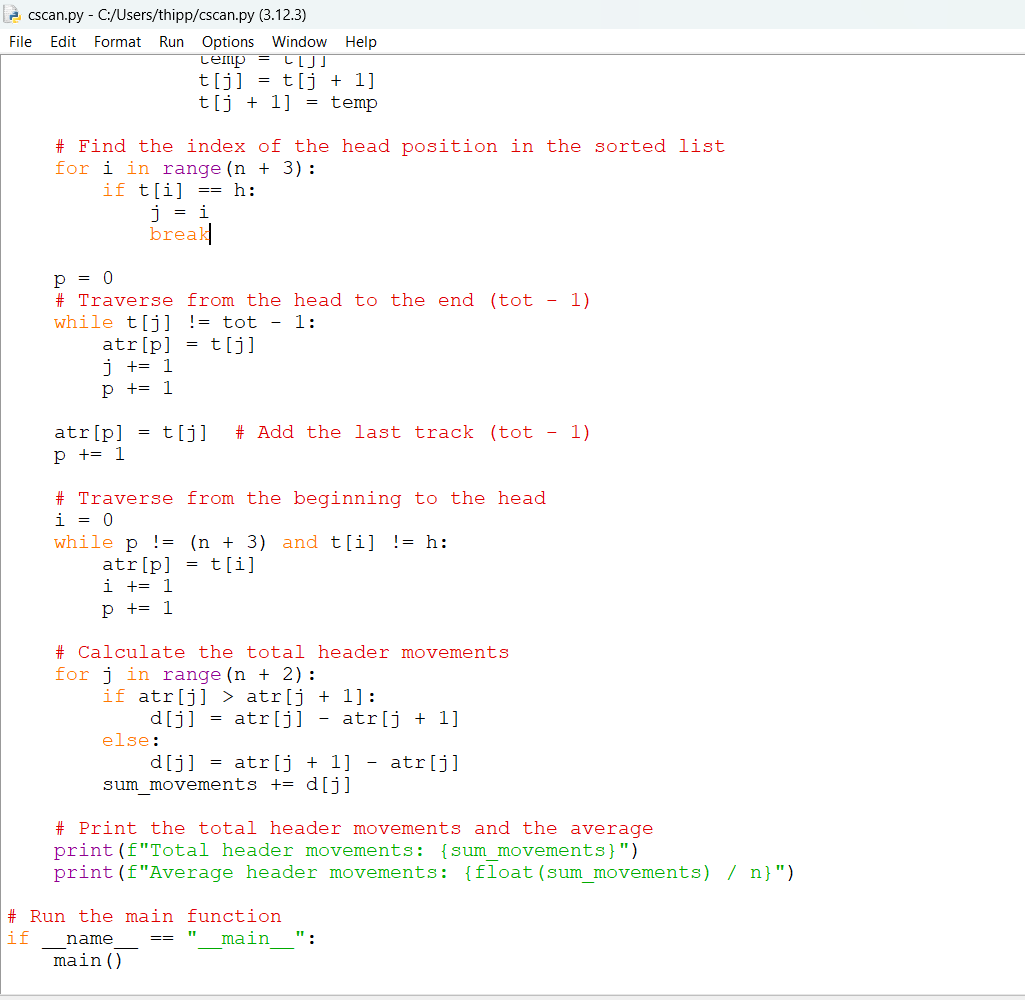 cscan.py - C:/Users/thipp/cscan.py (3.12.3)
File Edit Format Run Options Window Help
temp = t[j]
t[j] = t[j + 1]
t[j + 1] = temp
# Find the index of the head position in the sorted list
for i in range(n + 3):
if t[i] == h:
j = i
break
p = 0
# Traverse from the head to the end (tot - 1)
while t[j] != tot - 1:
atr[p] = t[j]
j += 1
p += 1
atr[p] = t[j]  # Add the last track (tot - 1)
p += 1
# Traverse from the beginning to the head
i = 0
while p != (n + 3) and t[i] != h:
atr[p] = t[i]
i += 1
p += 1
# Calculate the total header movements
for j in range(n + 2):
if atr[j] > atr[j + 1]:
d[j] = atr[j] - atr[j + 1]
else:
d[j] = atr[j + 1] - atr[j]
sum_movements += d[j]
# Print the total header movements and the average
print(f"Total header movements: {sum_movements}")
print(f"Average header movements: {float(sum_movements) / n}")
# Run the main function
if __name__ == "__main__":
main()